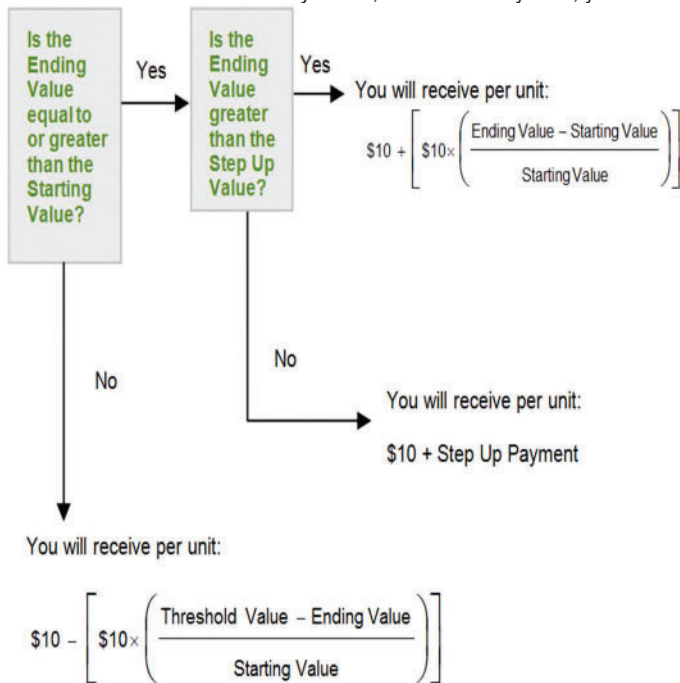 Is the
Ending
Value
equal to
or greater
than the
Starting
Value?
Yes
Is the
Ending
Value
greater
than the
Step Up
Value?
Yes
You will receive per unit:
$10 + [ $10× ( Ending Value – Starting Value
Starting Value ) ]
No
No
You will receive per unit:
$10 + Step Up Payment
You will receive per unit:
$10 – [ $10× ( Threshold Value – Ending Value
Starting Value ) ]